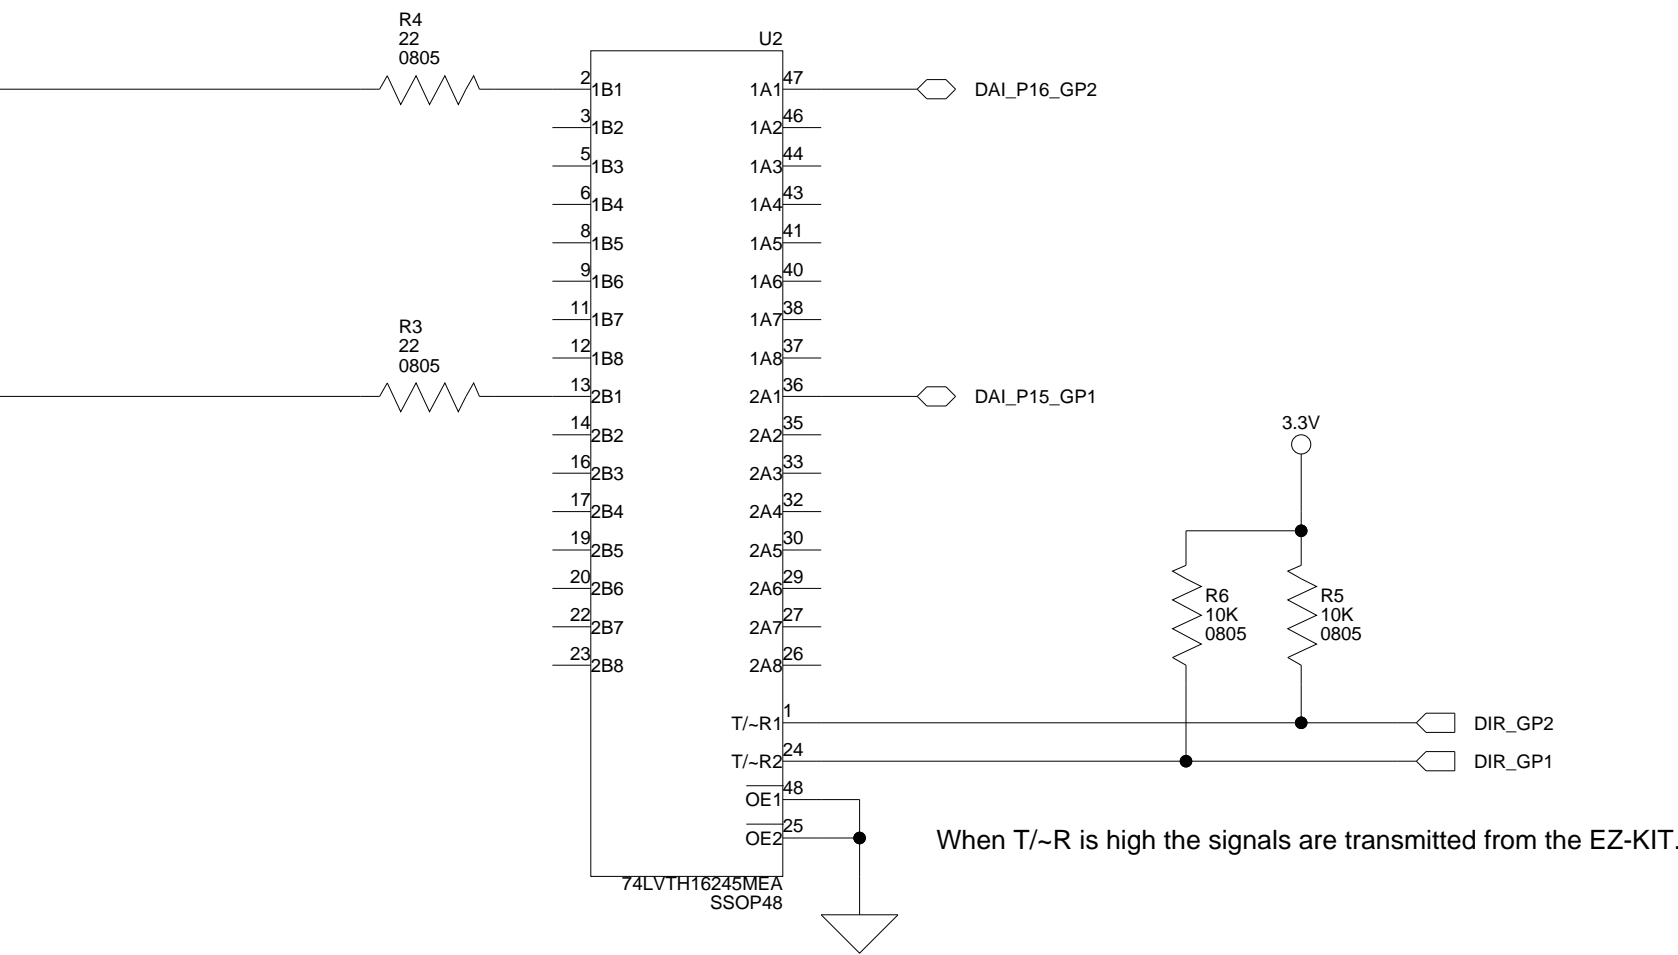 R4
22
0805
U2
2
1B1
47
1A1
DAI_P16_GP2
3
1B2
46
1A2
5
1B3
44
1A3
6
1B4
43
1A4
8
1B5
41
1A5
9
1B6
40
1A6
11
1B7
38
1A7
R3
22
0805
12
1B8
37
1A8
13
2B1
36
2A1
DAI_P15_GP1
14
2B2
35
2A2
3.3V
16
2B3
33
2A3
17
2B4
32
2A4
19
2B5
30
2A5
20
2B6
29
2A6
R6
10K
0805
R5
10K
0805
22
2B7
27
2A7
23
2B8
26
2A8
T/~R1
1
DIR_GP2
T/~R2
24
DIR_GP1
OE1
48
OE2
25
When T/~R is high the signals are transmitted from the EZ-KIT.
74LVTH16245MEA
SSOP48